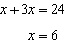 x + 3x = 24
x = 6